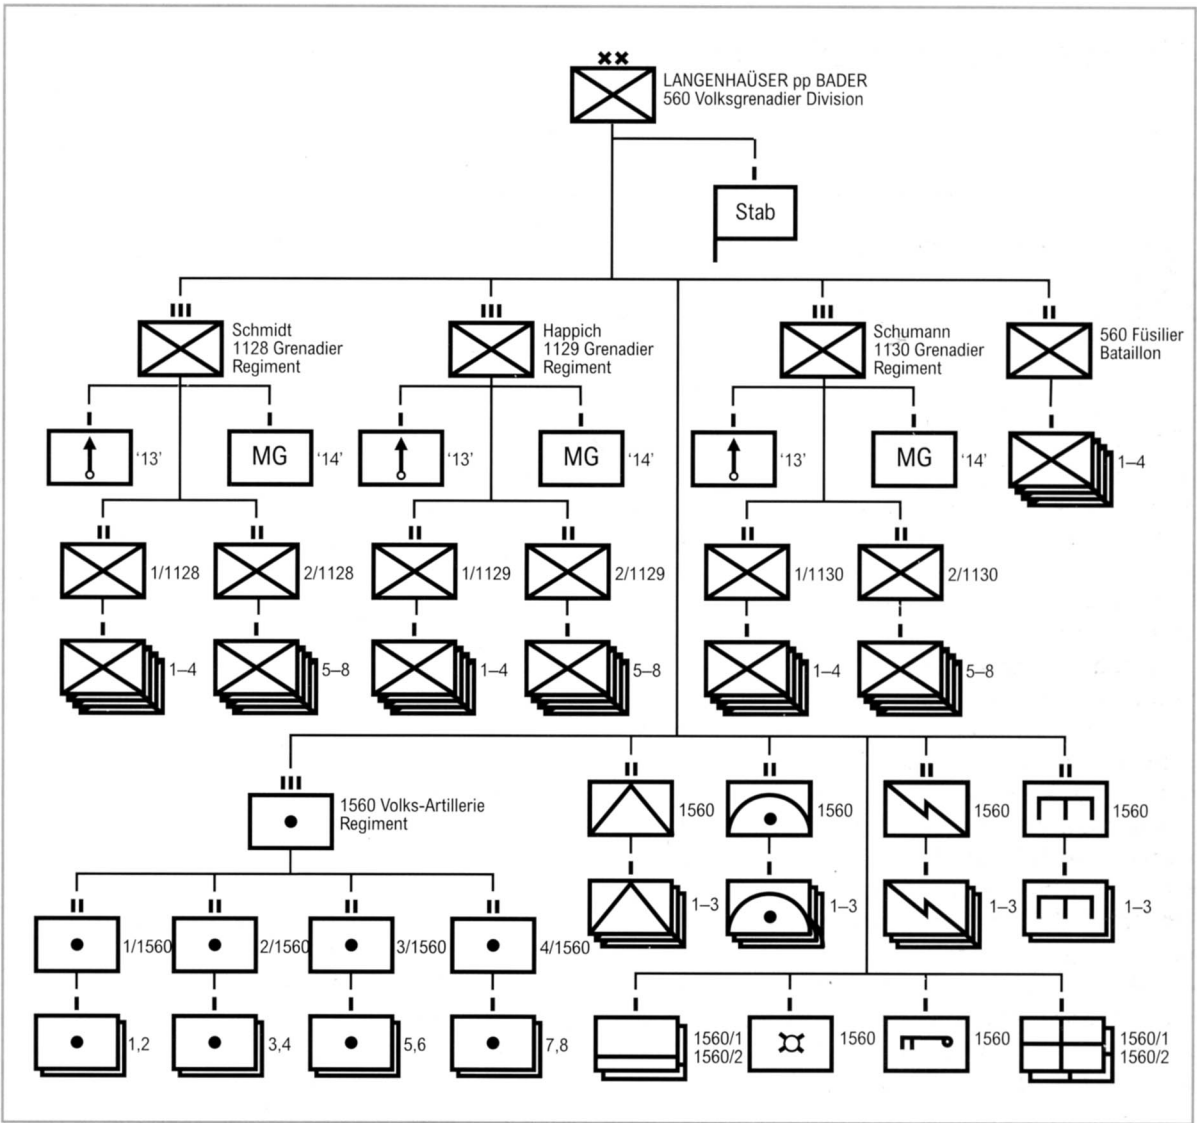 LANGENHAÜSER pp BADER
560 Volksgrenadier Division
Stab
Schmidt
1128 Grenadier
Regiment
Happich
1129 Grenadier
Regiment
Schumann
1130 Grenadier
Regiment
560 Füsilier
Bataillon
'13'
MG
'14'
'13'
MG
'14'
'13'
MG
'14'
1–4
1/1128
2/1128
1/1129
2/1129
1/1130
2/1130
1–4
5–8
1–4
5–8
1–4
5–8
1560 Volks-Artillerie
Regiment
1560
1560
1560
1560
1–3
1–3
1–3
1–3
1/1560
2/1560
3/1560
4/1560
1,2
3,4
5,6
7,8
1560/1
1560/2
1560
1560
1560/1
1560/2